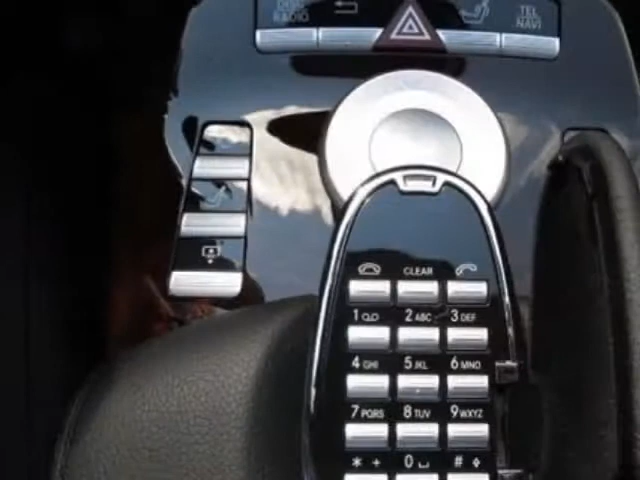 DISC
RADIO
TEL
NAVI
CLEAR
1 2 ABC 3 DEF
4 GHI 5 JKL 6 MNO
7 PQRS 8 TUV 9 WXYZ
* + 0 ␣ #